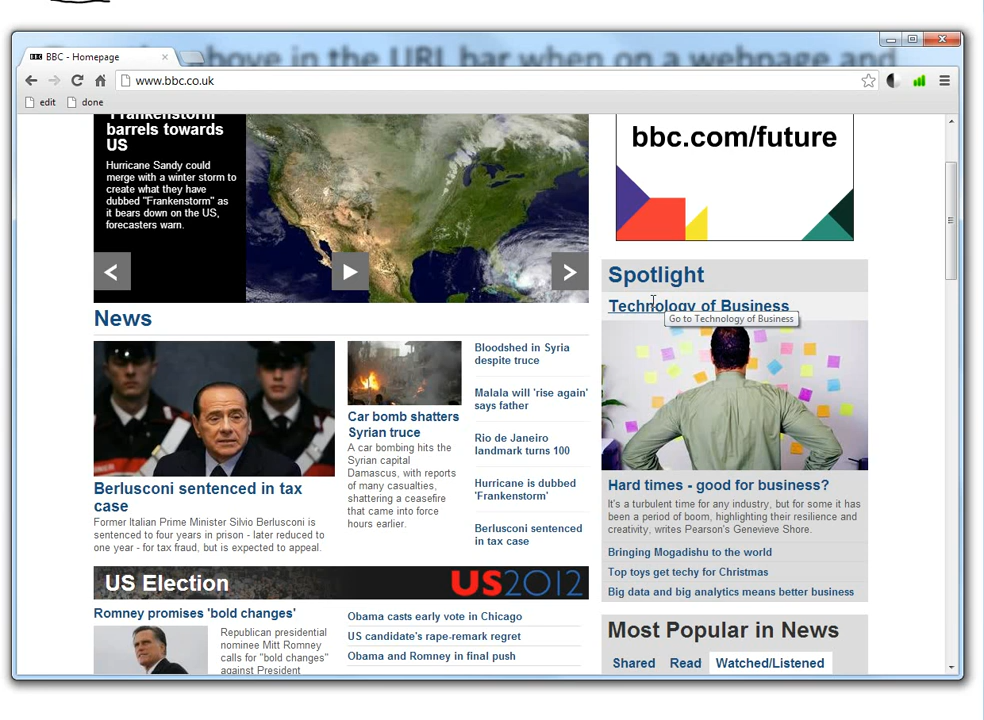 bove in the URL bar when on a webpage and
BBC - Homepage
www.bbc.co.uk
edit done
"Frankenstorm"
barrels towards
US
Hurricane Sandy could
merge with a winter storm to
create what they have
dubbed "Frankenstorm" as
it bears down on the US,
forecasters warn.
bbc.com/future
News
Berlusconi sentenced in tax
case
Former Italian Prime Minister Silvio Berlusconi is
sentenced to four years in prison - later reduced to
one year - for tax fraud, but is expected to appeal.
Car bomb shatters
Syrian truce
A car bombing hits the
Syrian capital
Damascus, with reports
of many casualties,
shattering a ceasefire
that came into force
hours earlier.
Bloodshed in Syria
despite truce
Malala will 'rise again'
says father
Rio de Janeiro
landmark turns 100
Hurricane is dubbed
'Frankenstorm'
Berlusconi sentenced
in tax case
US Election
US2012
Romney promises 'bold changes'
Republican presidential
nominee Mitt Romney
calls for "bold changes"
against President
Obama casts early vote in Chicago
US candidate's rape-remark regret
Obama and Romney in final push
Spotlight
Technology of Business
Go to Technology of Business
Hard times - good for business?
It's a turbulent time for any industry, but for some it has
been a period of boom, highlighting their resilience and
creativity, writes Pearson's Genevieve Shore.
Bringing Mogadishu to the world
Top toys get techy for Christmas
Big data and big analytics means better business
Most Popular in News
Shared Read Watched/Listened